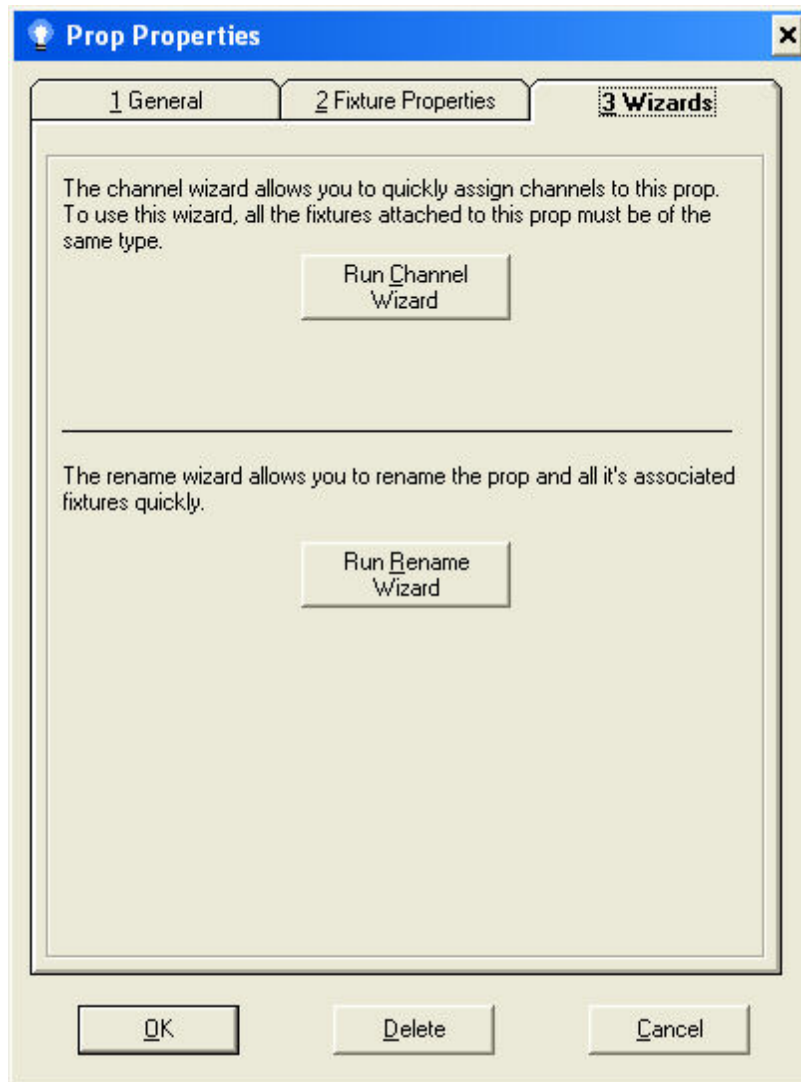 Prop Properties
1 General
2 Fixture Properties
3 Wizards
The channel wizard allows you to quickly assign channels to this prop.
To use this wizard, all the fixtures attached to this prop must be of the
same type.
Run Channel
Wizard
The rename wizard allows you to rename the prop and all it's associated
fixtures quickly.
Run Rename
Wizard
OK
Delete
Cancel